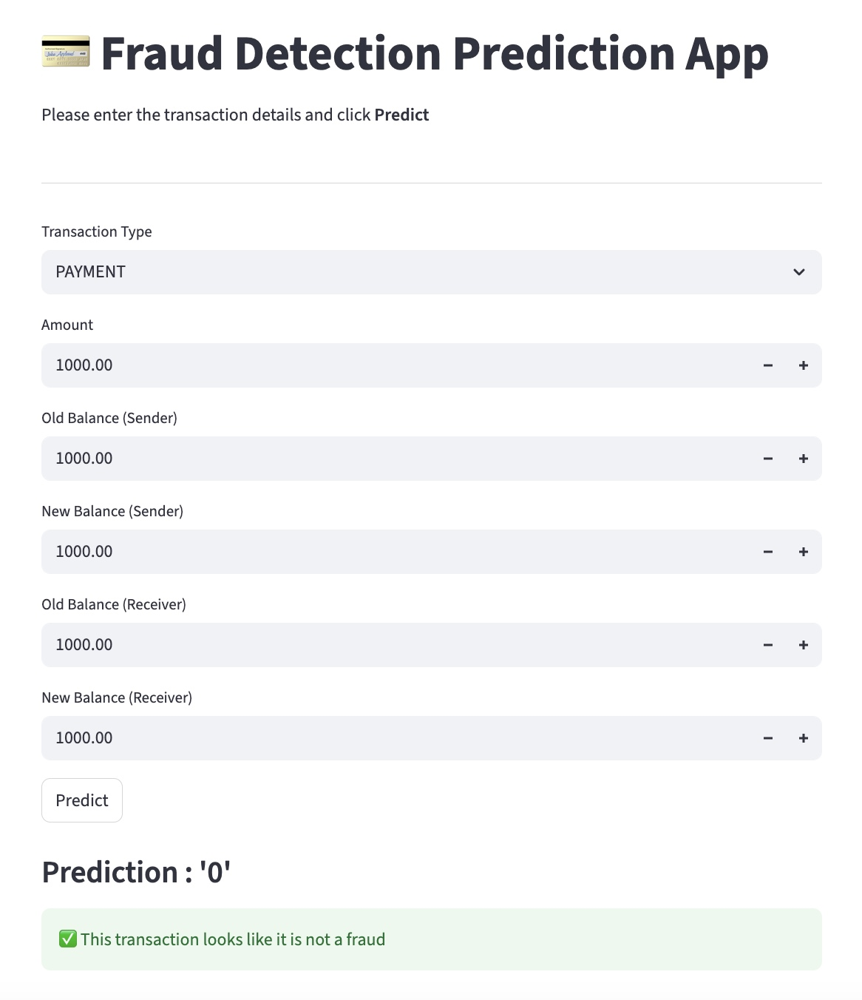 Fraud Detection Prediction App
Please enter the transaction details and click Predict
Transaction Type
PAYMENT
Amount
1000.00
Old Balance (Sender)
1000.00
New Balance (Sender)
1000.00
Old Balance (Receiver)
1000.00
New Balance (Receiver)
1000.00
Predict
Prediction : '0'
This transaction looks like it is not a fraud